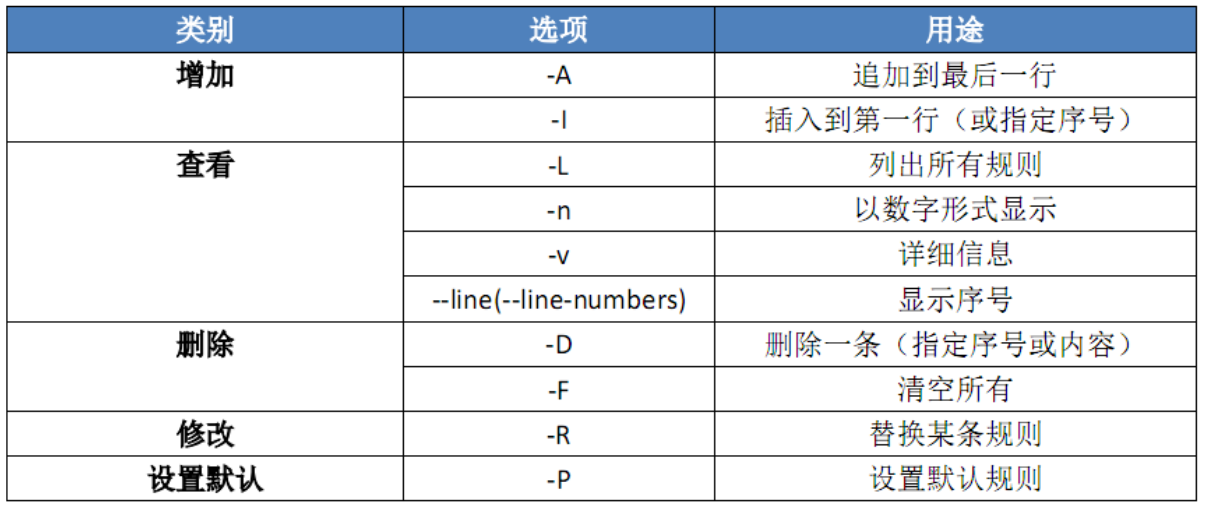 类别 选项 用途
增加 -A 追加到最后一行
-I 插入到第一行（或指定序号）
查看 -L 列出所有规则
-n 以数字形式显示
-v 详细信息
--line(--line-numbers) 显示序号
删除 -D 删除一条（指定序号或内容）
-F 清空所有
修改 -R 替换某条规则
设置默认 -P 设置默认规则